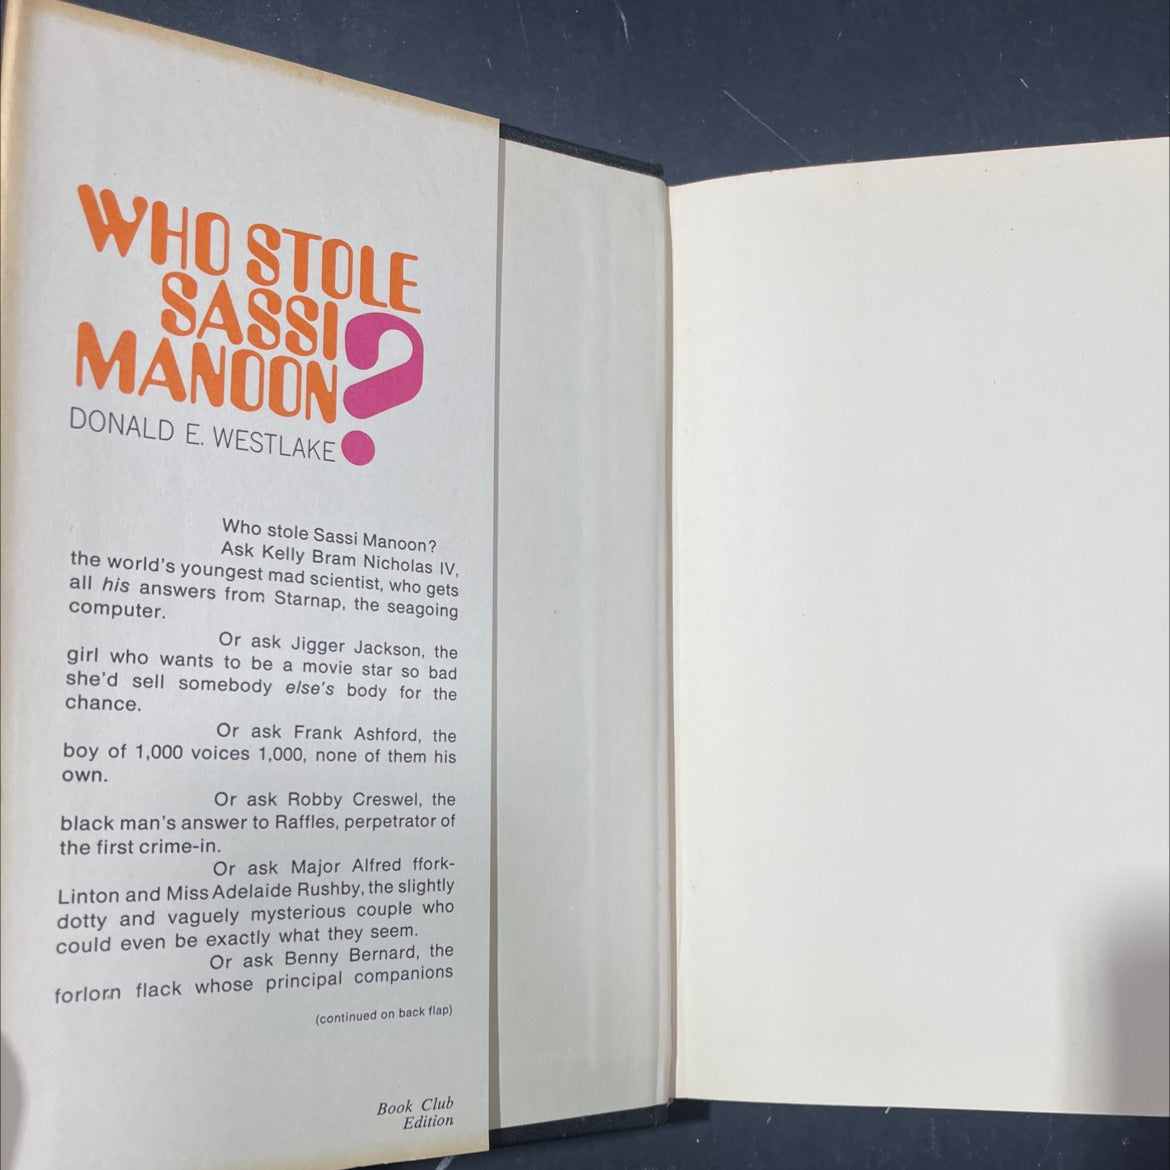 WHO STOLE
SASSI
MANOON?
DONALD E. WESTLAKE
Who stole Sassi Manoon?
Ask Kelly Bram Nicholas IV,
the world's youngest mad scientist, who gets
all his answers from Starnap, the seagoing
computer.
Or ask Jigger Jackson, the
girl who wants to be a movie star so bad
she'd sell somebody else's body for the
chance.
Or ask Frank Ashford, the
boy of 1,000 voices 1,000, none of them his
own.
Or ask Robby Creswel, the
black man's answer to Raffles, perpetrator of
the first crime-in.
Or ask Major Alfred ffork-
Linton and Miss Adelaide Rushby, the slightly
dotty and vaguely mysterious couple who
could even be exactly what they seem.
Or ask Benny Bernard, the
forlorn flack whose principal companions
(continued on back flap)
Book Club
Edition